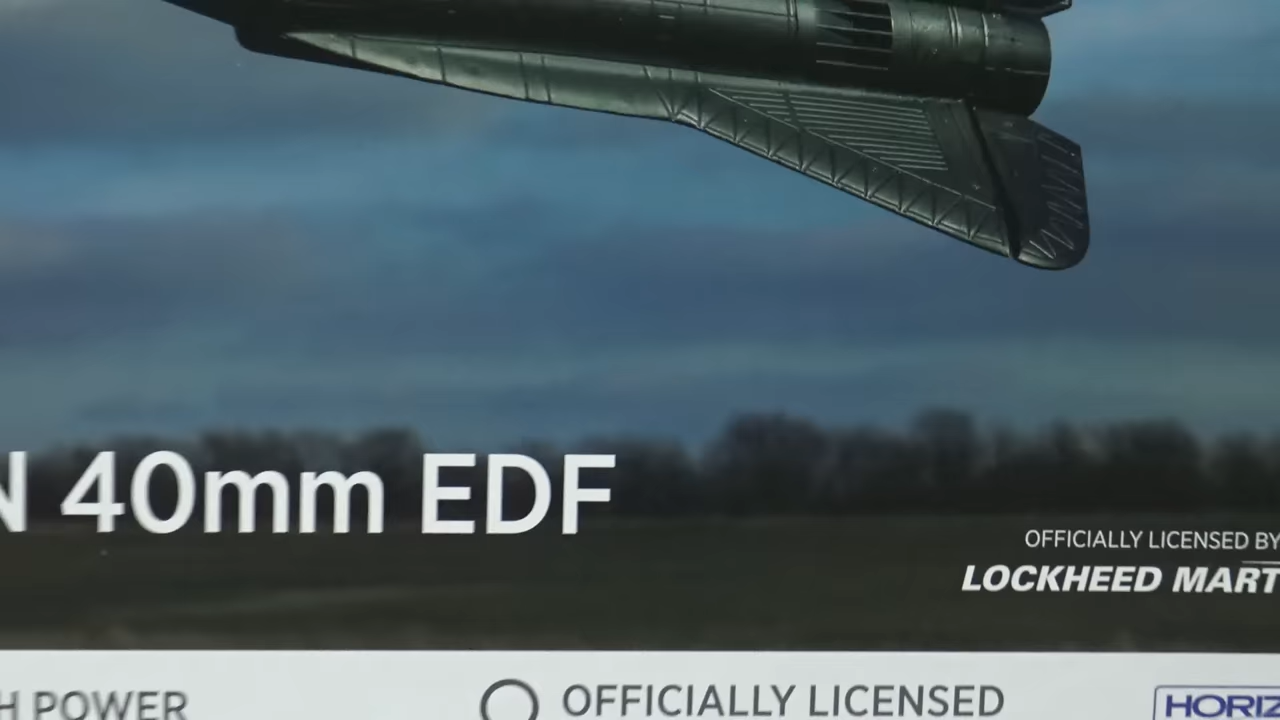 N 40mm EDF
OFFICIALLY LICENSED BY
LOCKHEED MART
H POWER
OFFICIALLY LICENSED
HORIZ